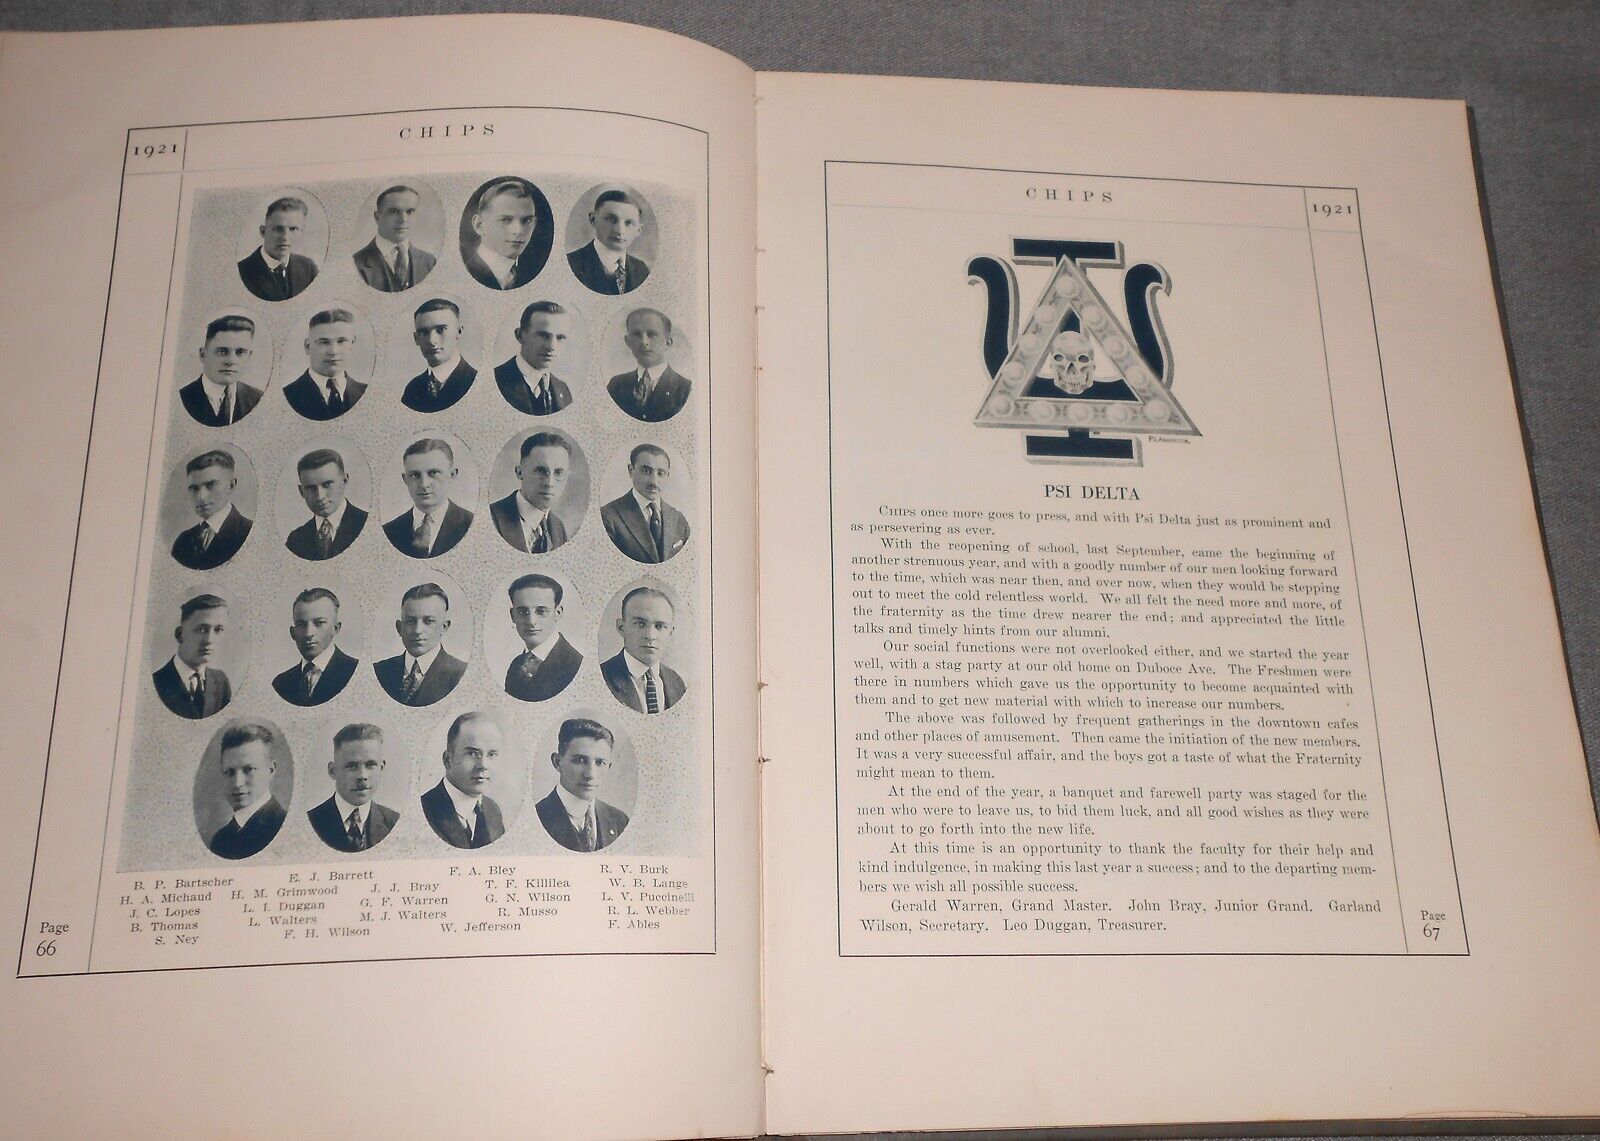 1921
CHIPS
B. P. Bartscher E. J. Barrett F. A. Bley R. V. Burk
H. A. Michaud H. M. Grimwood J. J. Bray T. F. Killilea W. B. Lange
J. C. Lopes L. I. Duggan G. F. Warren G. N. Wilson L. V. Puccinelli
B. Thomas L. Walters M. J. Walters R. Musso R. L. Webber
S. Ney F. H. Wilson W. Jefferson F. Ables
Page
66
CHIPS
1921
P.G. ANDERSON
PSI DELTA
CHIPS once more goes to press, and with Psi Delta just as prominent and
as persevering as ever.
With the reopening of school, last September, came the beginning of
another strenuous year, and with a goodly number of our men looking forward
to the time, which was near then, and over now, when they would be stepping
out to meet the cold relentless world. We all felt the need more and more, of
the fraternity as the time drew nearer the end; and appreciated the little
talks and timely hints from our alumni.
Our social functions were not overlooked either, and we started the year
well, with a stag party at our old home on Duboce Ave. The Freshmen were
there in numbers which gave us the opportunity to become acquainted with
them and to get new material with which to increase our numbers.
The above was followed by frequent gatherings in the downtown cafes
and other places of amusement. Then came the initiation of the new members.
It was a very successful affair, and the boys got a taste of what the Fraternity
might mean to them.
At the end of the year, a banquet and farewell party was staged for the
men who were to leave us, to bid them luck, and all good wishes as they were
about to go forth into the new life.
At this time is an opportunity to thank the faculty for their help and
kind indulgence, in making this last year a success; and to the departing mem-
bers we wish all possible success.
Gerald Warren, Grand Master. John Bray, Junior Grand. Garland
Wilson, Secretary. Leo Duggan, Treasurer.
Page
67